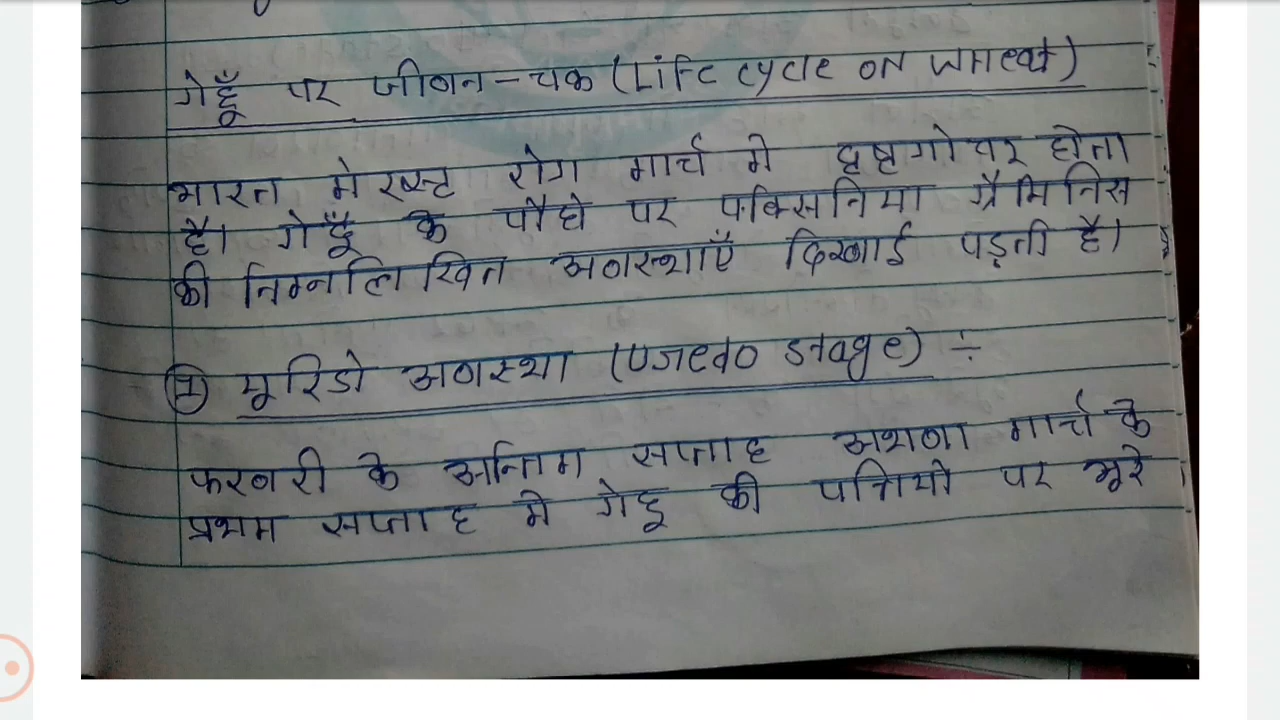 गेहूँ पर जीवन-चक्र (Life cycle on wheat)
भारत मे रस्ट रोग मार्च मे दृष्टगोचर होता
है। गेहूँ के पौधे पर पक्सिनिया ग्रैमिनिस
की निम्नलिखित अवस्थाएँ दिखाई पड़ती है।
① यूरिडो अवस्था (Uredo stage) ÷
फरवरी के अन्तिम सप्ताह अथवा मार्च के
प्रथम सप्ताह मे गेहू की पत्तियो पर भूरे